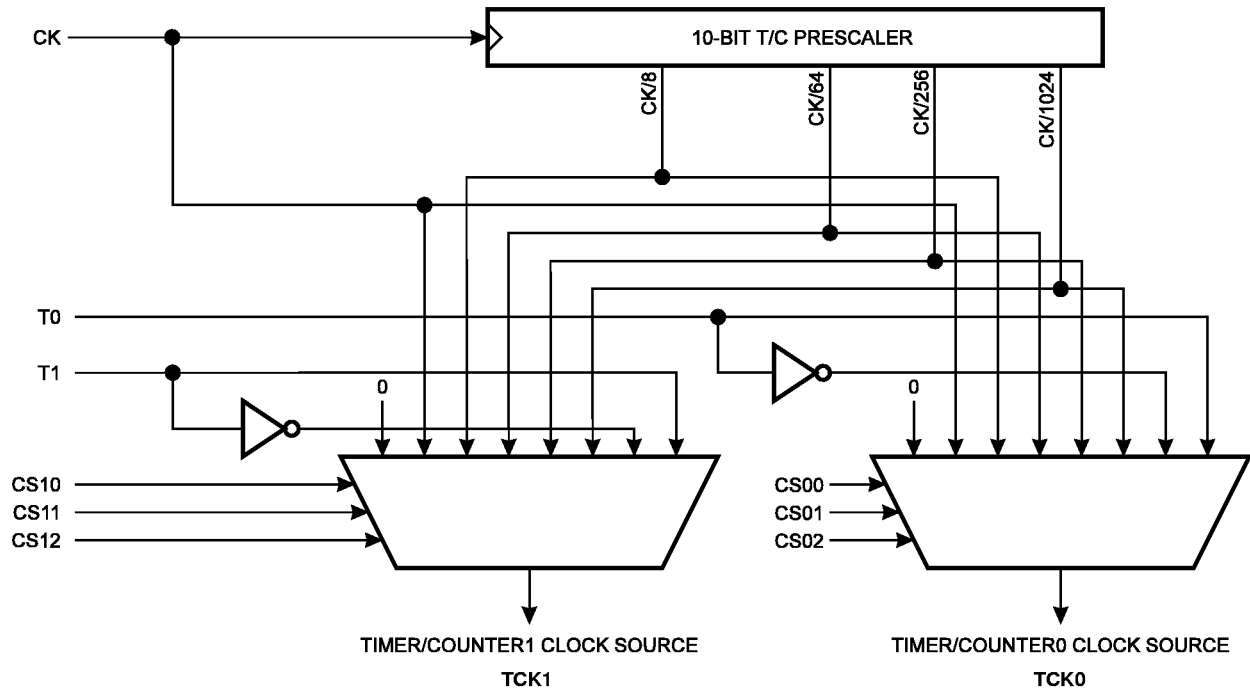 CK
10-BIT T/C PRESCALER
CK/8
CK/64
CK/256
CK/1024
T0
T1
0
0
CS10
CS11
CS12
CS00
CS01
CS02
TIMER/COUNTER1 CLOCK SOURCE
TCK1
TIMER/COUNTER0 CLOCK SOURCE
TCK0